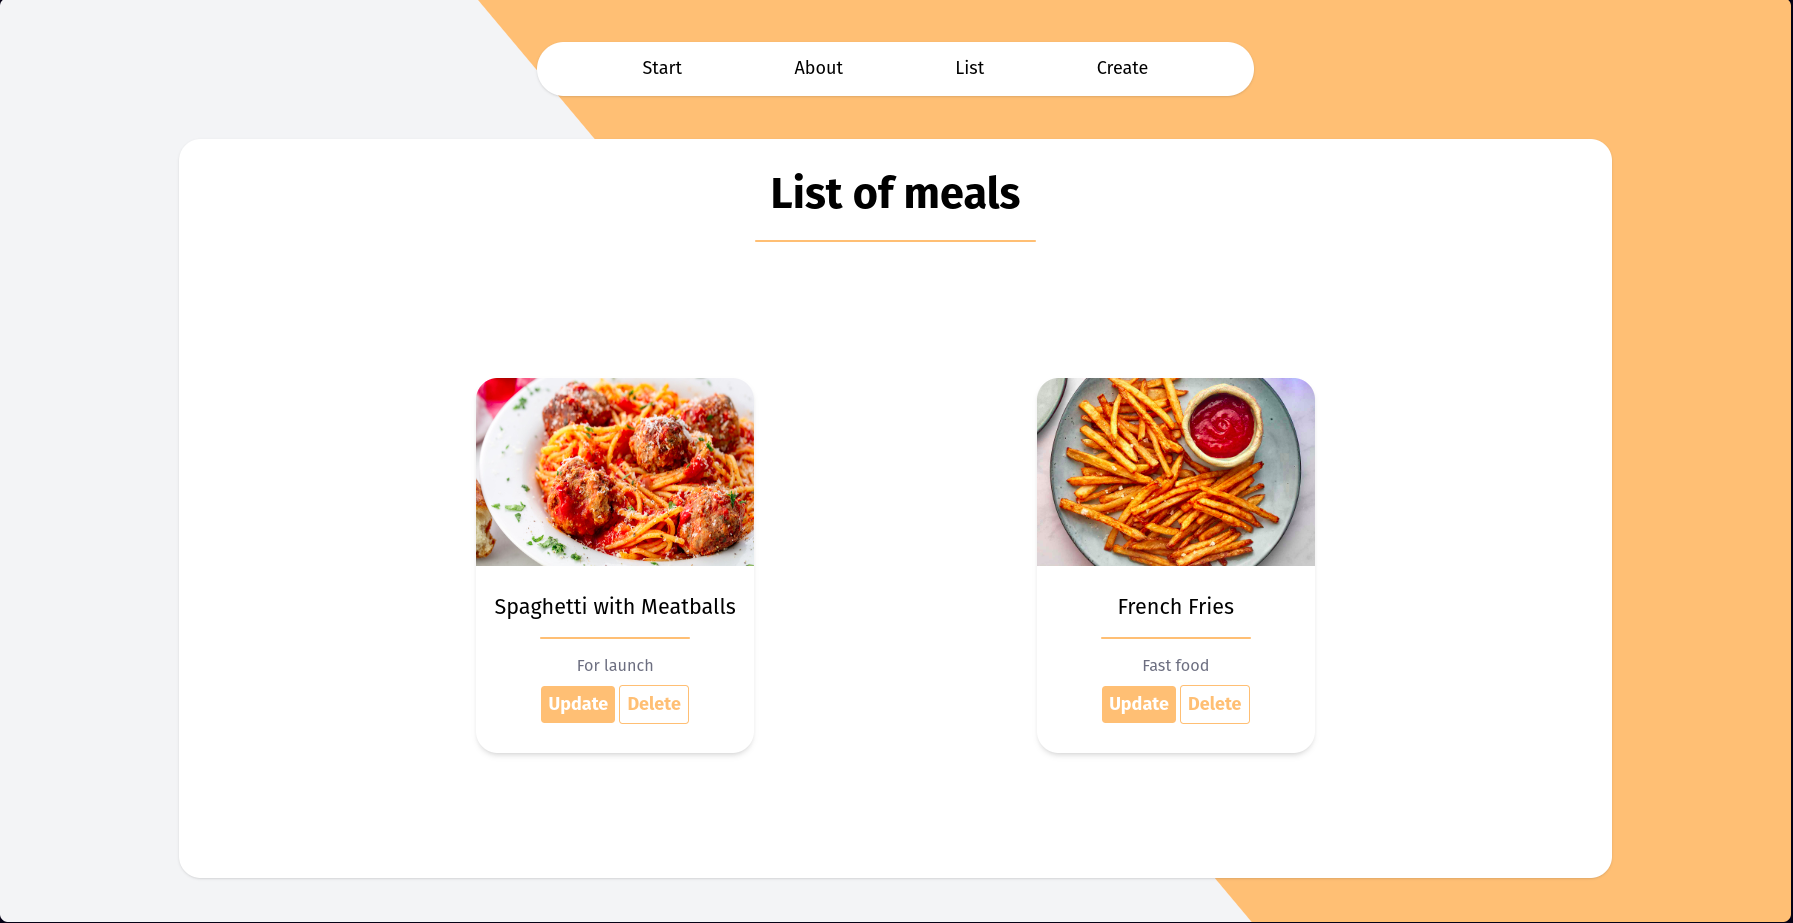 Start About List Create
List of meals
Spaghetti with Meatballs
For launch
Update Delete
French Fries
Fast food
Update Delete